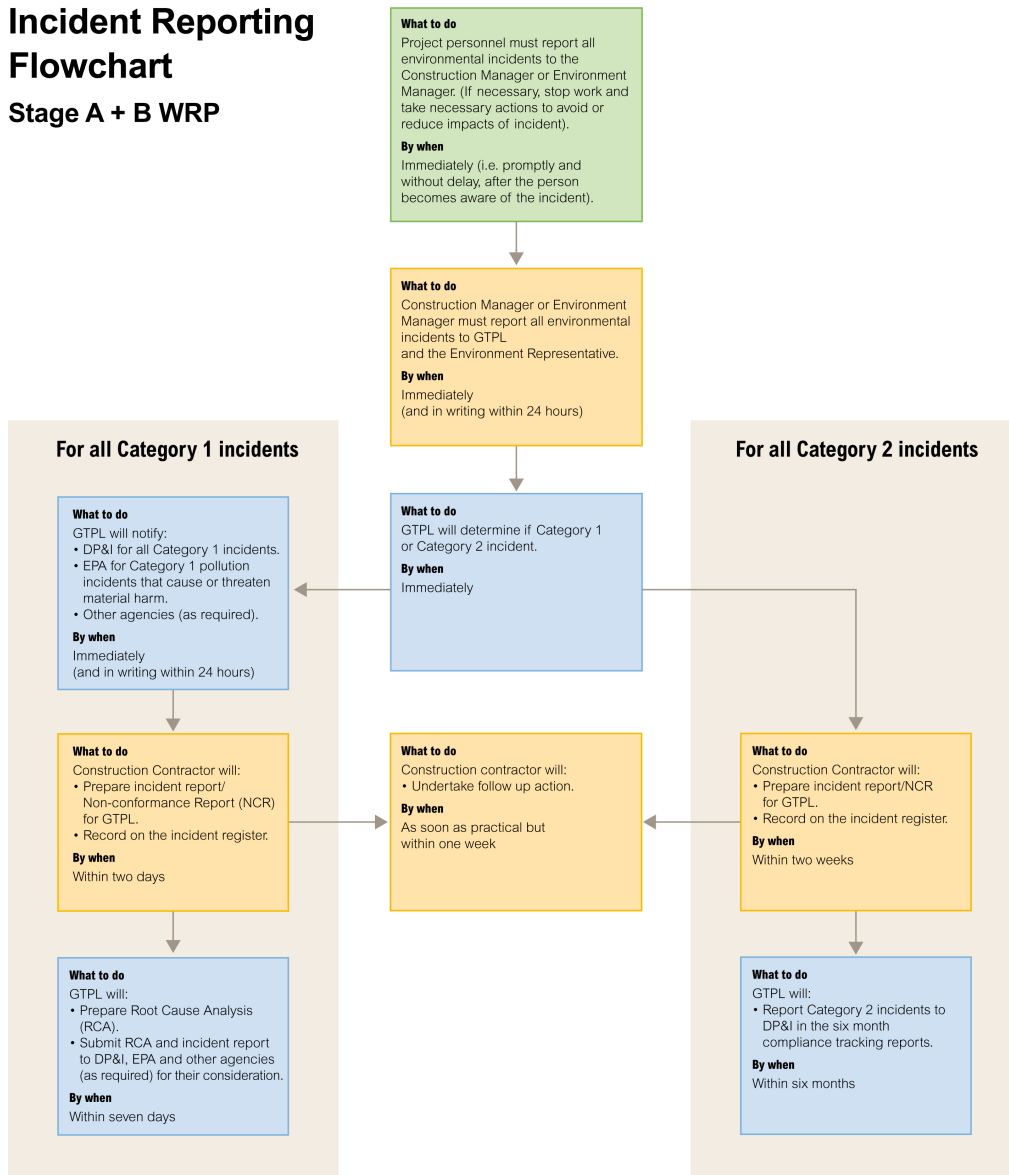 Incident Reporting
Flowchart
Stage A + B WRP
What to do
Project personnel must report all
environmental incidents to the
Construction Manager or Environment
Manager. (If necessary, stop work and
take necessary actions to avoid or
reduce impacts of incident).
By when
Immediately (i.e. promptly and
without delay, after the person
becomes aware of the incident).
What to do
Construction Manager or Environment
Manager must report all environmental
incidents to GTPL
and the Environment Representative.
By when
Immediately
(and in writing within 24 hours)
What to do
GTPL will determine if Category 1
or Category 2 incident.
By when
Immediately
For all Category 1 incidents
What to do
GTPL will notify:
• DP&I for all Category 1 incidents.
• EPA for Category 1 pollution
incidents that cause or threaten
material harm.
• Other agencies (as required).
By when
Immediately
(and in writing within 24 hours)
What to do
Construction Contractor will:
• Prepare incident report/
Non-conformance Report (NCR)
for GTPL.
• Record on the incident register.
By when
Within two days
What to do
GTPL will:
• Prepare Root Cause Analysis
(RCA).
• Submit RCA and incident report
to DP&I, EPA and other agencies
(as required) for their consideration.
By when
Within seven days
What to do
Construction contractor will:
• Undertake follow up action.
By when
As soon as practical but
within one week
For all Category 2 incidents
What to do
Construction Contractor will:
• Prepare incident report/NCR
for GTPL.
• Record on the incident register.
By when
Within two weeks
What to do
GTPL will:
• Report Category 2 incidents to
DP&I in the six month
compliance tracking reports.
By when
Within six months